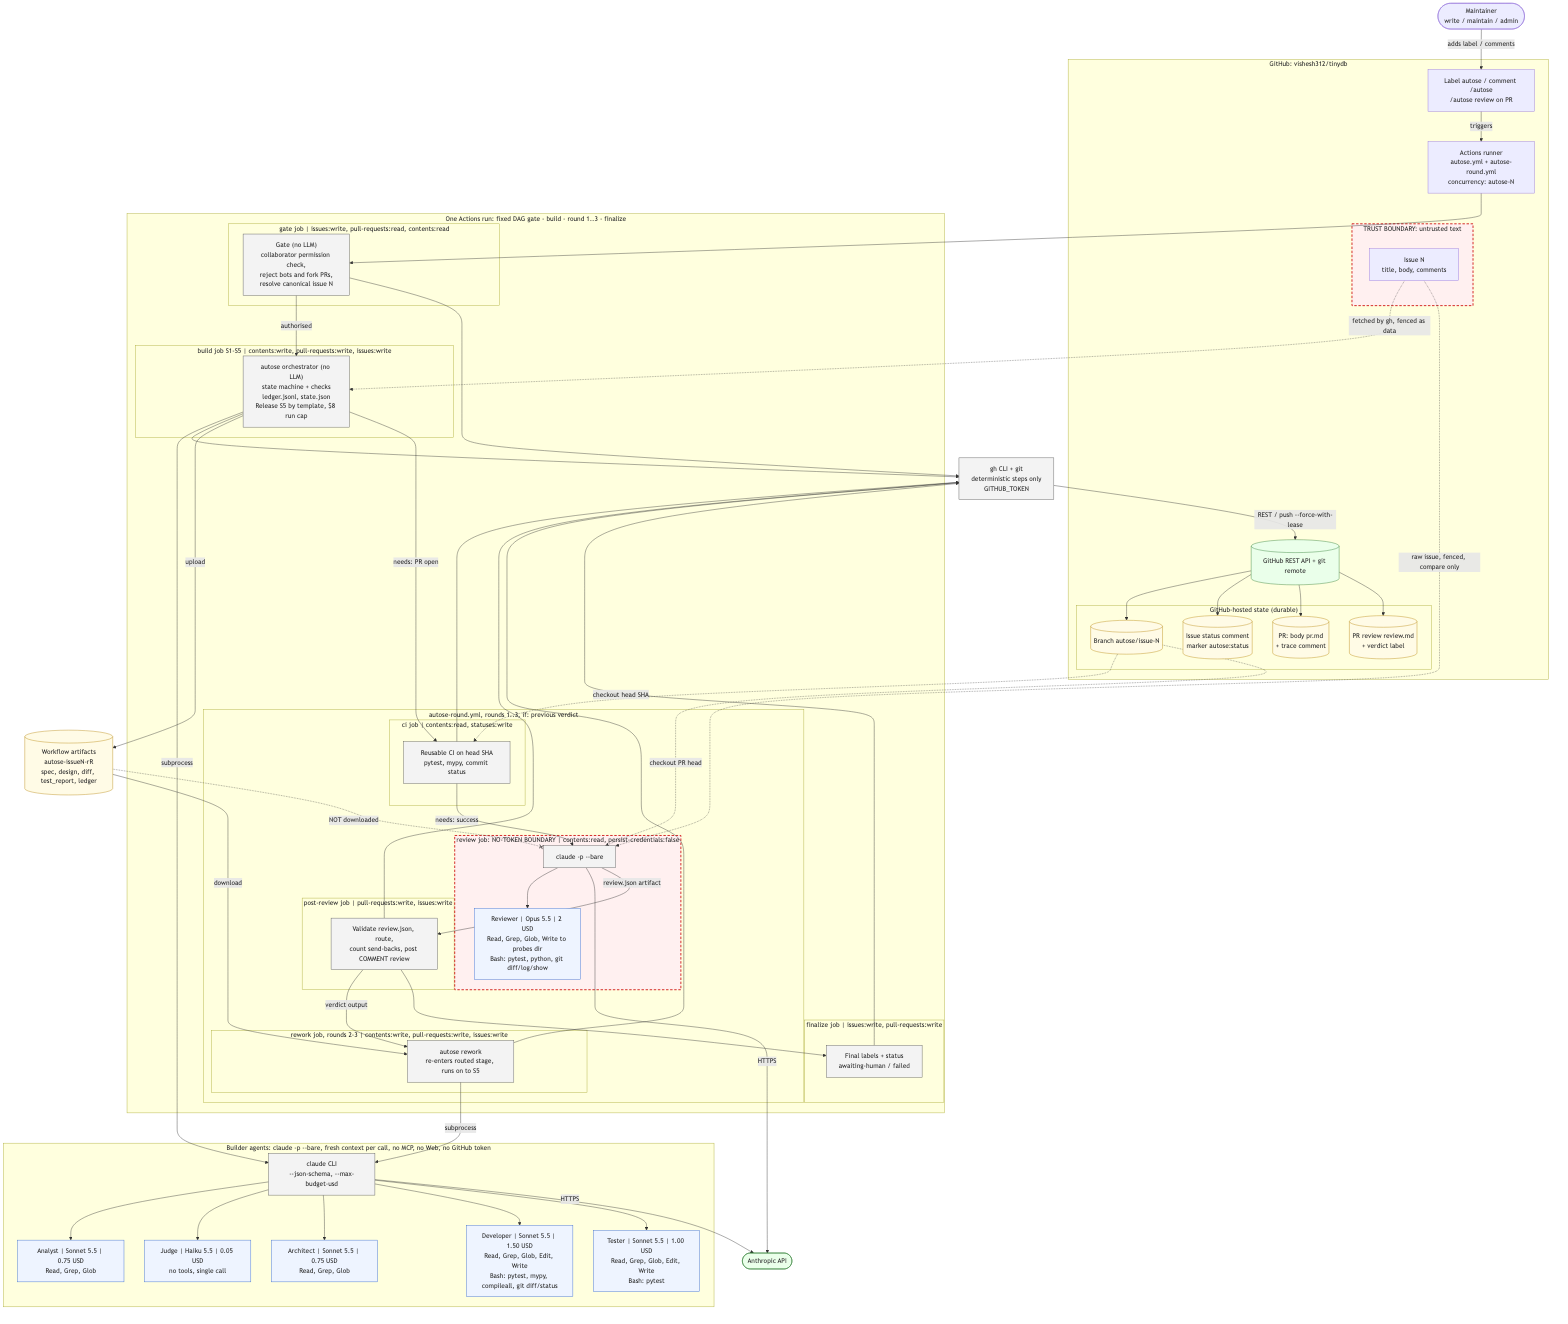 Maintainer
write / maintain / admin
adds label / comments
GitHub: vishesh312/tinydb
Label autose / comment
/autose
/autose review on PR
triggers
Actions runner
autose.yml + autose-
round.yml
concurrency: autose-N
One Actions run: fixed DAG gate - build - round 1..3 - finalize
gate job | issues:write, pull-requests:read, contents:read
Gate (no LLM)
collaborator permission
check,
reject bots and fork PRs,
resolve canonical issue N
TRUST BOUNDARY: untrusted text
Issue N
title, body, comments
authorised
fetched by gh, fenced as
data
build job S1-S5 | contents:write, pull-requests:write, issues:write
autose orchestrator (no
LLM)
state machine + checks
ledger.jsonl, state.json
Release S5 by template, $8
run cap
gh CLI + git
deterministic steps only
GITHUB_TOKEN
REST / push --force-with-
lease
GitHub REST API + git
remote
upload
needs: PR open
raw issue, fenced,
compare only
GitHub-hosted state (durable)
Branch autose/issue-N
Issue status comment
marker autose:status
PR: body pr.md
+ trace comment
PR review review.md
+ verdict label
checkout head SHA
autose-round.yml, rounds 1..3, if: previous verdict
ci job | contents:read, statuses:write
Reusable CI on head SHA
pytest, mypy, commit
status
Workflow artifacts
autose-issueN-rR
spec, design, diff,
test_report, ledger
subprocess
checkout PR head
NOT downloaded
needs: success
review job: NO-TOKEN BOUNDARY | contents:read, persist-credentials:false
claude -p --bare
download
review.json artifact
post-review job | pull-requests:write, issues:write
Validate review.json,
route,
count send-backs, post
COMMENT review
Reviewer | Opus 5.5 | 2
USD
Read, Grep, Glob, Write to
probes dir
Bash: pytest, python, git
diff/log/show
verdict output
rework job, rounds 2-3 | contents:write, pull-requests:write, issues:write
autose rework
re-enters routed stage,
runs on to S5
finalize job | issues:write, pull-requests:write
Final labels + status
awaiting-human / failed
HTTPS
subprocess
Builder agents: claude -p --bare, fresh context per call, no MCP, no Web, no GitHub token
claude CLI
--json-schema, --max-
budget-usd
HTTPS
Analyst | Sonnet 5.5 |
0.75 USD
Read, Grep, Glob
Judge | Haiku 5.5 | 0.05
USD
no tools, single call
Architect | Sonnet 5.5 |
0.75 USD
Read, Grep, Glob
Developer | Sonnet 5.5 |
1.50 USD
Read, Grep, Glob, Edit,
Write
Bash: pytest, mypy,
compileall, git diff/status
Tester | Sonnet 5.5 | 1.00
USD
Read, Grep, Glob, Edit,
Write
Bash: pytest
Anthropic API